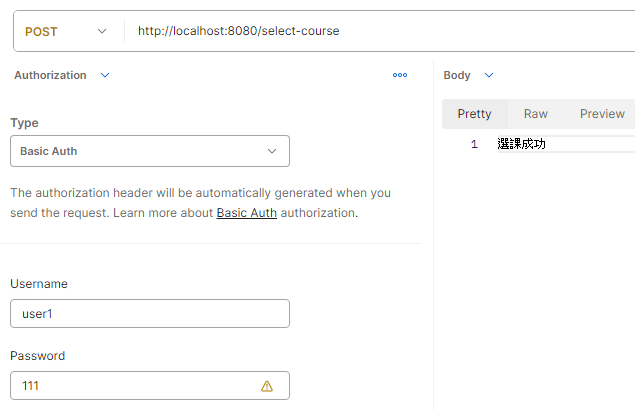 POST
http://localhost:8080/select-course
Authorization
Type
Basic Auth
The authorization header will be automatically generated when you
send the request. Learn more about Basic Auth authorization.
Username
user1
Password
111
Body
Pretty Raw Preview
1 選課成功